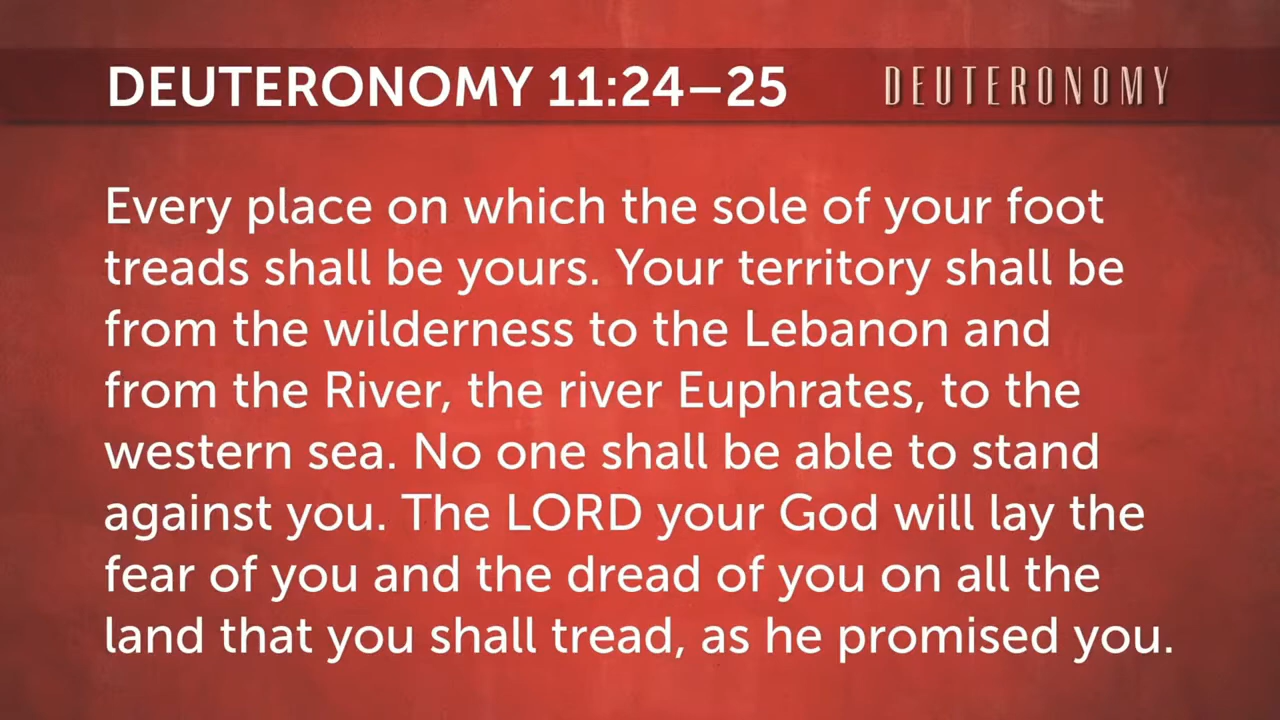 DEUTERONOMY 11:24–25
DEUTERONOMY
Every place on which the sole of your foot
treads shall be yours. Your territory shall be
from the wilderness to the Lebanon and
from the River, the river Euphrates, to the
western sea. No one shall be able to stand
against you. The LORD your God will lay the
fear of you and the dread of you on all the
land that you shall tread, as he promised you.